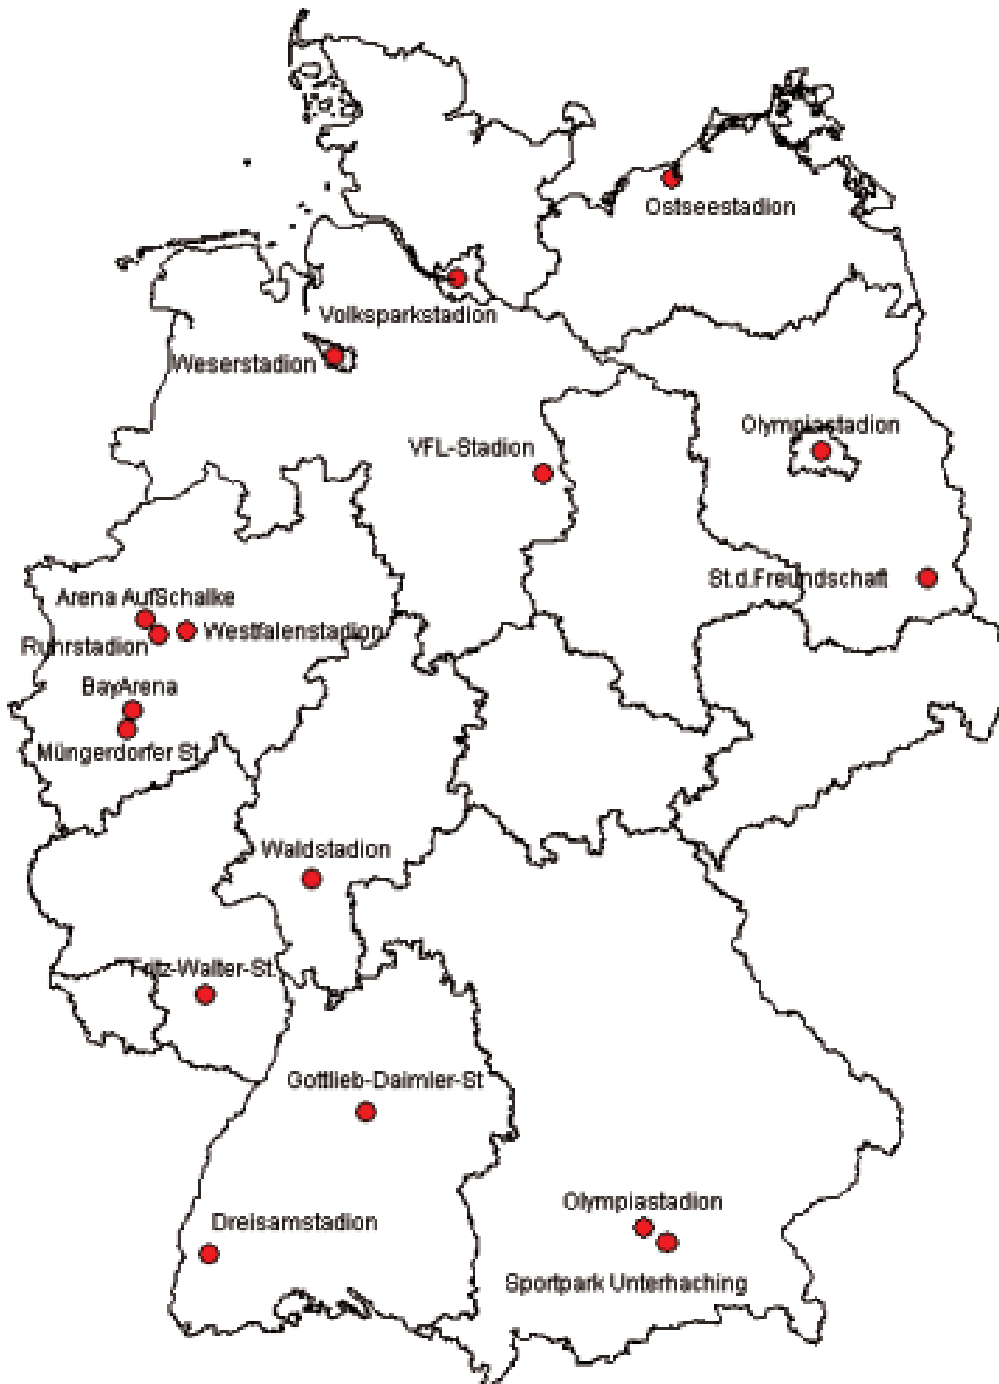 Ostseestadion
Volksparkstadion
Weserstadion
Olympiastadion
VFL-Stadion
St.d.Freundschaft
Arena AufSchalke
Westfalenstadion
Ruhrstadion
BayArena
Müngerdorfer St
Waldstadion
Fritz-Walter-St.
Gottlieb-Daimler-St
Olympiastadion
Dreisamstadion
Sportpark Unterhaching